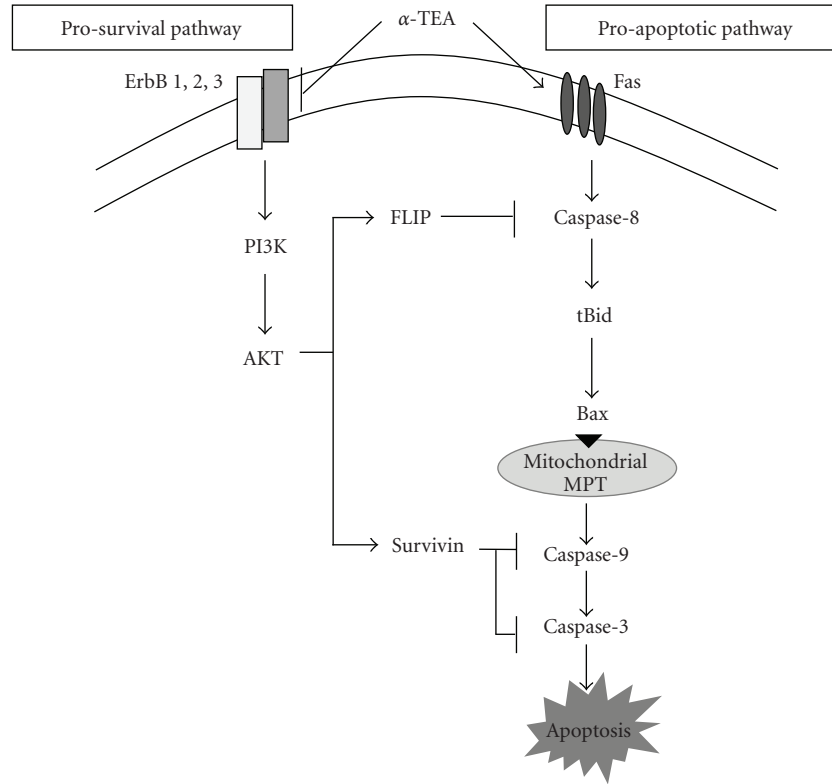 Pro-survival pathway
α-TEA
Pro-apoptotic pathway
ErbB 1, 2, 3
Fas
FLIP
Caspase-8
PI3K
tBid
AKT
Bax
Mitochondrial
MPT
Survivin
Caspase-9
Caspase-3
Apoptosis